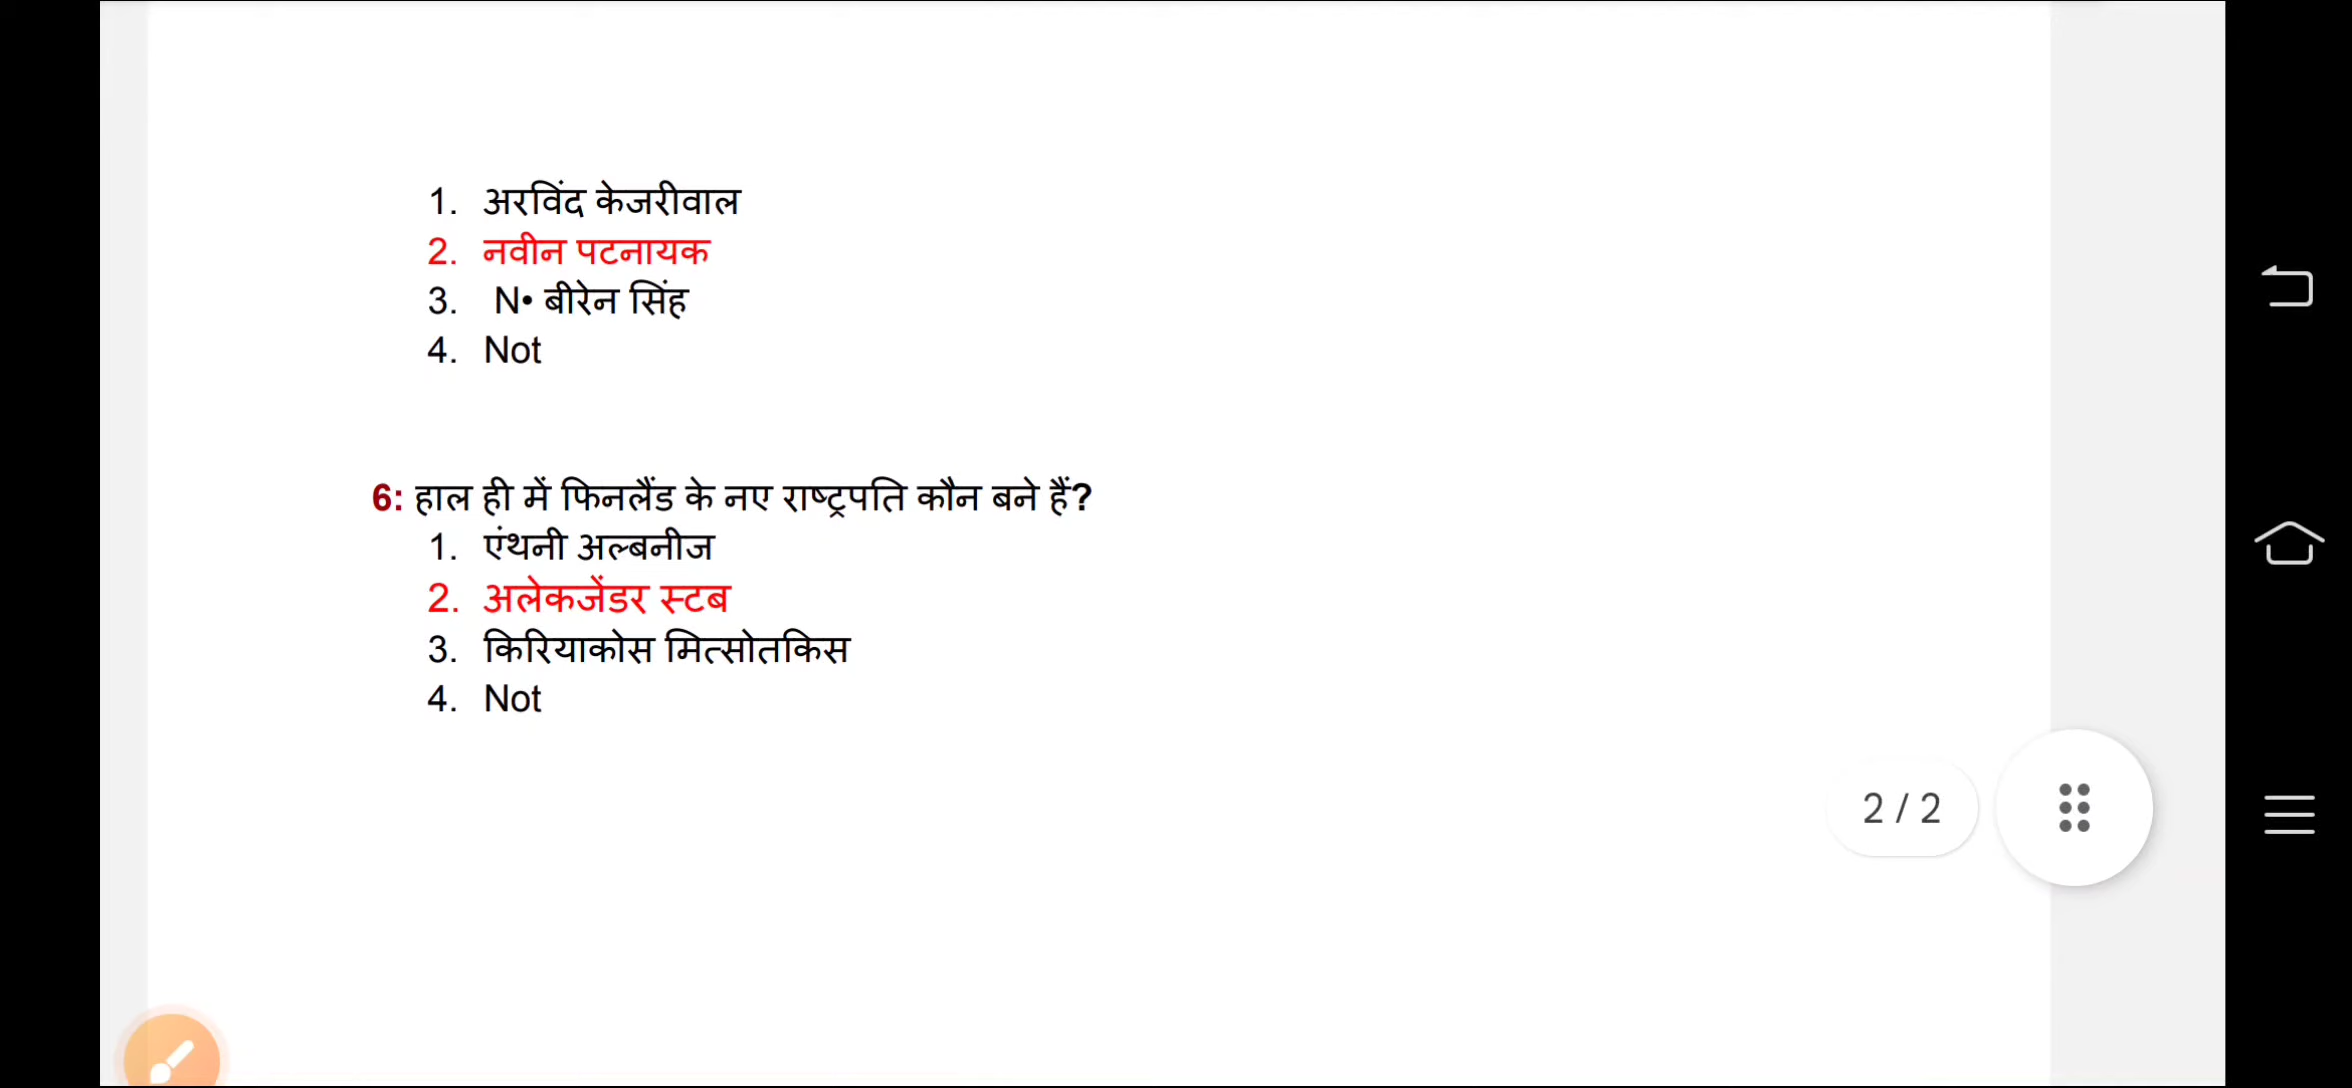 1. अरविंद केजरीवाल
2. नवीन पटनायक
3. N• बीरेन सिंह
4. Not
6: हाल ही में फिनलैंड के नए राष्ट्रपति कौन बने हैं?
1. एंथनी अल्बनीज
2. अलेकजेंडर स्टब
3. किरियाकोस मित्सोतकिस
4. Not
2 / 2